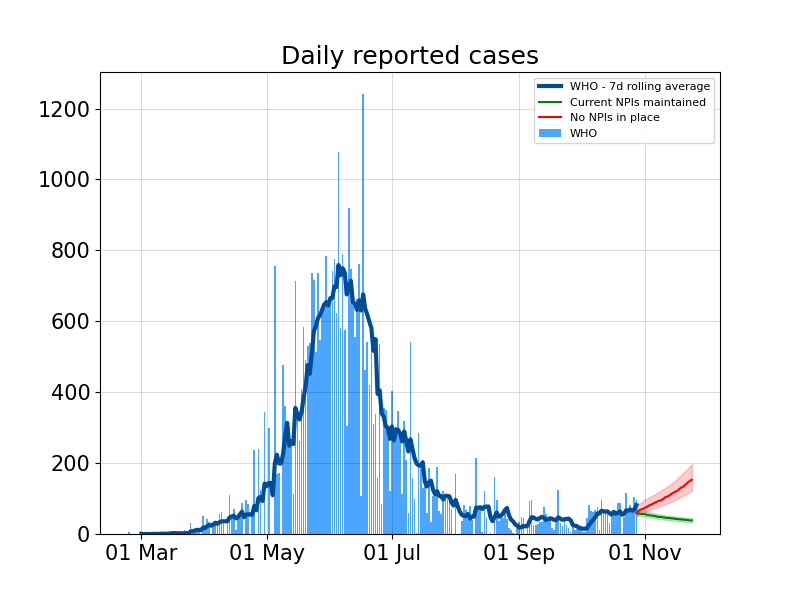 Daily reported cases
1200
1000
800
600
400
200
0
WHO - 7d rolling average
Current NPIs maintained
No NPIs in place
WHO
01 Mar
01 May
01 Jul
01 Sep
01 Nov